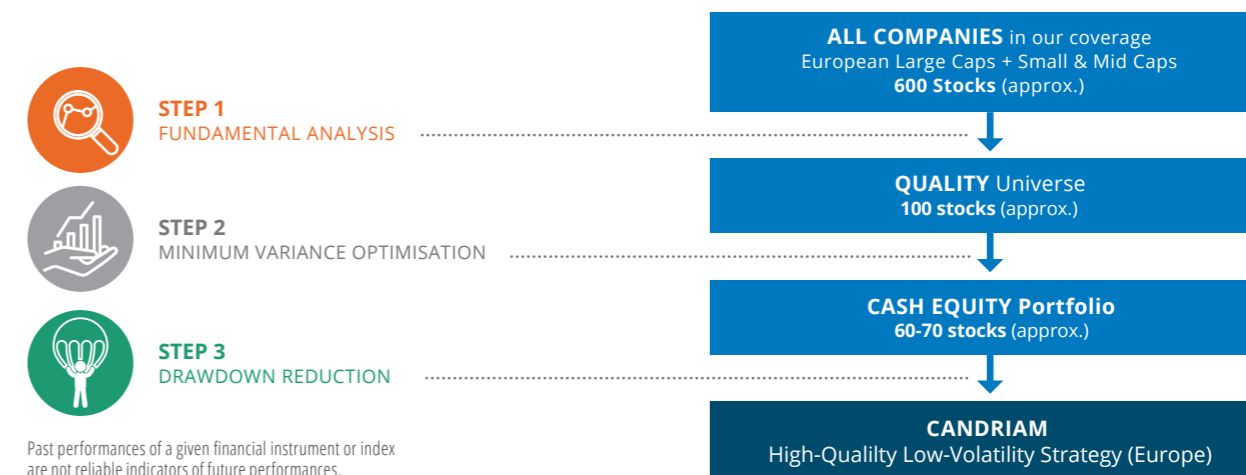 ALL COMPANIES in our coverage
European Large Caps + Small & Mid Caps
600 Stocks (approx.)
STEP 1
FUNDAMENTAL ANALYSIS
QUALITY Universe
100 stocks (approx.)
STEP 2
MINIMUM VARIANCE OPTIMISATION
CASH EQUITY Portfolio
60-70 stocks (approx.)
STEP 3
DRAWDOWN REDUCTION
CANDRIAM
High-Qualilty Low-Volatility Strategy (Europe)
Past performances of a given financial instrument or index
are not reliable indicators of future performances.